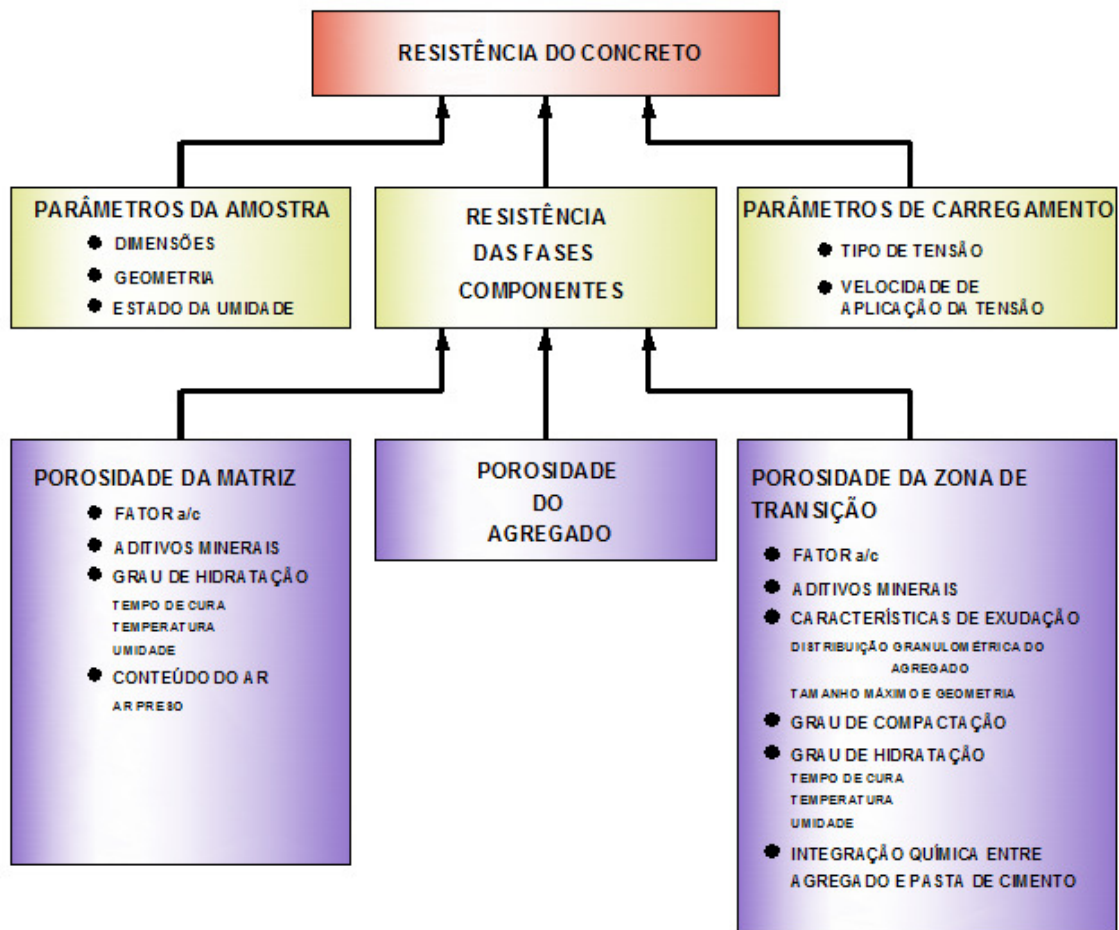 RESISTÊNCIA DO CONCRETO
PARÂMETROS DA AMOSTRA
● DIMENSÕES
● GEOMETRIA
● ESTADO DA UMIDADE
RESISTÊNCIA
DAS FASES
COMPONENTES
PARÂMETROS DE CARREGAMENTO
● TIPO DE TENSÃO
● VELOCIDADE DE
APLICAÇÃO DA TENSÃO
POROSIDADE DA MATRIZ
● FATOR a/c
● ADITIVOS MINERAIS
● GRAU DE HIDRATAÇÃO
TEMPO DE CURA
TEMPERATURA
UMIDADE
● CONTEÚDO DO AR
AR PRESO
POROSIDADE
DO
AGREGADO
POROSIDADE DA ZONA DE
TRANSIÇÃO
● FATOR a/c
● ADITIVOS MINERAIS
● CARACTERÍSTICAS DE EXUDAÇÃO
DISTRIBUIÇÃO GRANULOMÉTRICA DO
AGREGADO
TAMANHO MÁXIMO E GEOMETRIA
● GRAU DE COMPACTAÇÃO
● GRAU DE HIDRATAÇÃO
TEMPO DE CURA
TEMPERATURA
UMIDADE
● INTEGRAÇÃO QUÍMICA ENTRE
AGREGADO E PASTA DE CIMENTO